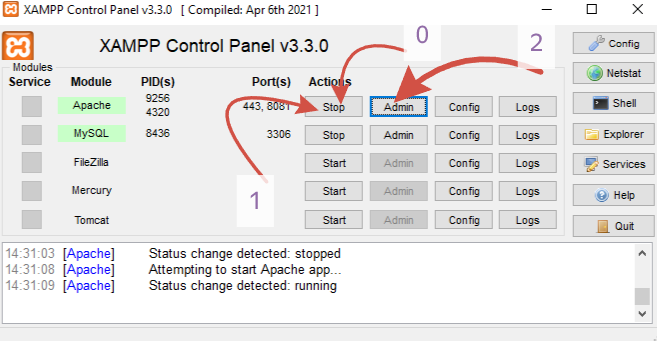 XAMPP Control Panel v3.3.0 [ Compiled: Apr 6th 2021 ]
XAMPP Control Panel v3.3.0
Config
Modules
Service Module PID(s) Port(s) Actions
Netstat
Apache 9256 4320 443, 8081 Stop Admin Config Logs
Shell
MySQL 8436 3306 Stop Admin Config Logs
Explorer
FileZilla Start Admin Config Logs
Services
Mercury Start Admin Config Logs
Help
Tomcat Start Admin Config Logs
Quit
0
2
1
14:31:03 [Apache] Status change detected: stopped
14:31:08 [Apache] Attempting to start Apache app...
14:31:09 [Apache] Status change detected: running